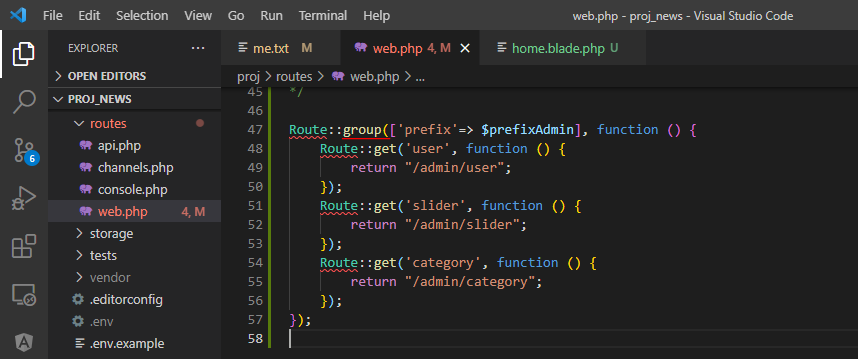 File Edit Selection View Go Run Terminal Help web.php - proj_news - Visual Studio Code
EXPLORER ...
me.txt M web.php 4, M × home.blade.php U
OPEN EDITORS
proj > routes > web.php > ...
PROJ_NEWS
routes
api.php
channels.php
console.php
web.php 4, M
storage
tests
vendor
.editorconfig
.env
.env.example
6
45 */
46
47 Route::group(['prefix'=> $prefixAdmin], function () {
48 Route::get('user', function () {
49 return "/admin/user";
50 });
51 Route::get('slider', function () {
52 return "/admin/slider";
53 });
54 Route::get('category', function () {
55 return "/admin/category";
56 });
57 });
58